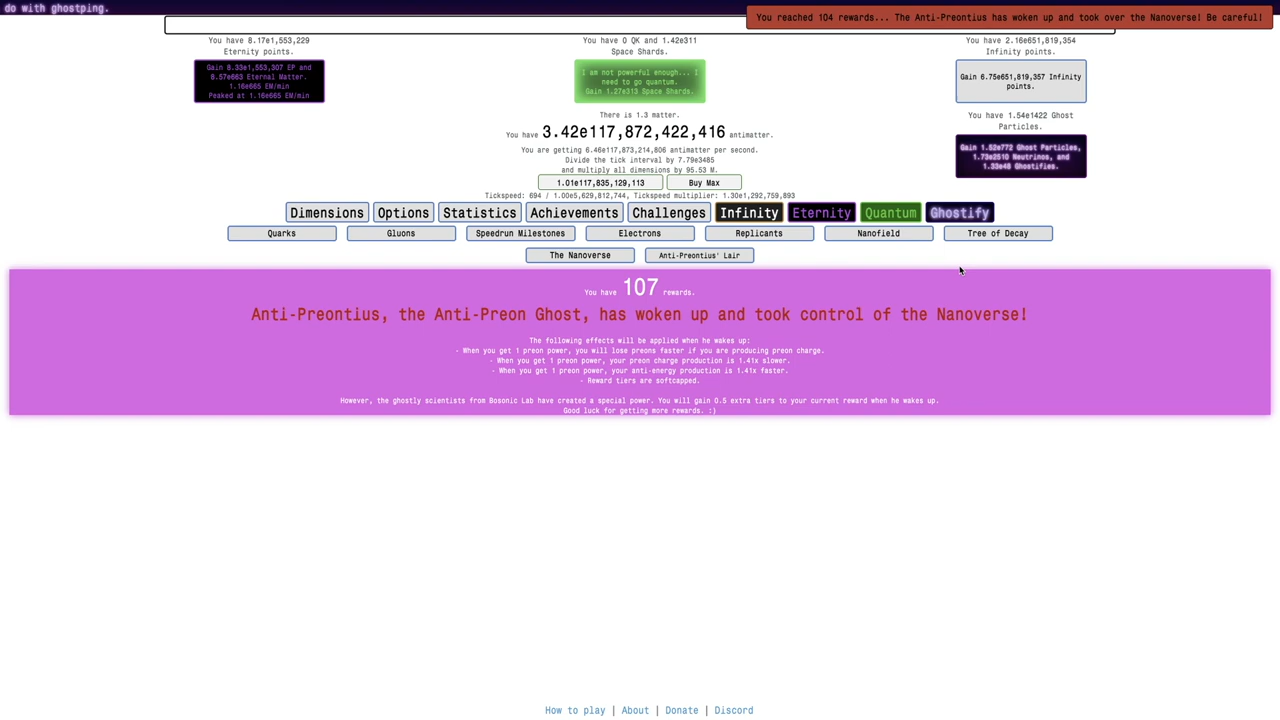 do with ghostping.
You reached 104 rewards... The Anti-Preontius has woken up and took over the Nanoverse! Be careful!
You have 8.17e1,553,229
Eternity points.
Gain 8.33e1,553,307 EP and
8.57e663 Eternal Matter.
1.16e665 EM/min
Peaked at 1.16e665 EM/min
You have 0 QK and 1.42e311
Space Shards.
I am not powerful enough... I
need to go quantum.
Gain 1.27e313 Space Shards.
You have 2.16e651,819,354
Infinity points.
Gain 6.75e651,819,357 Infinity
points.
You have 1.54e1422 Ghost
Particles.
Gain 1.52e772 Ghost Particles,
1.73e2510 Neutrinos, and
1.33e48 Ghostifies.
There is 1.3 matter.
You have 3.42e117,872,422,416 antimatter.
You are getting 6.46e117,873,214,806 antimatter per second.
Divide the tick interval by 7.79e3485
and multiply all dimensions by 95.53 M.
1.01e117,835,129,113
Buy Max
Tickspeed: 694 / 1.00e5,629,812,744, Tickspeed multiplier: 1.30e1,292,759,893
Dimensions
Options
Statistics
Achievements
Challenges
Infinity
Eternity
Quantum
Ghostify
Quarks
Gluons
Speedrun Milestones
Electrons
Replicants
Nanofield
Tree of Decay
The Nanoverse
Anti-Preontius' Lair
You have 107 rewards.
Anti-Preontius, the Anti-Preon Ghost, has woken up and took control of the Nanoverse!
The following effects will be applied when he wakes up:
- When you get 1 preon power, you will lose preons faster if you are producing preon charge.
- When you get 1 preon power, your preon charge production is 1.41x slower.
- When you get 1 preon power, your anti-energy production is 1.41x faster.
- Reward tiers are softcapped.
However, the ghostly scientists from Bosonic Lab have created a special power. You will gain 0.5 extra tiers to your current reward when he wakes up.
Good luck for getting more rewards. :)
How to play | About | Donate | Discord